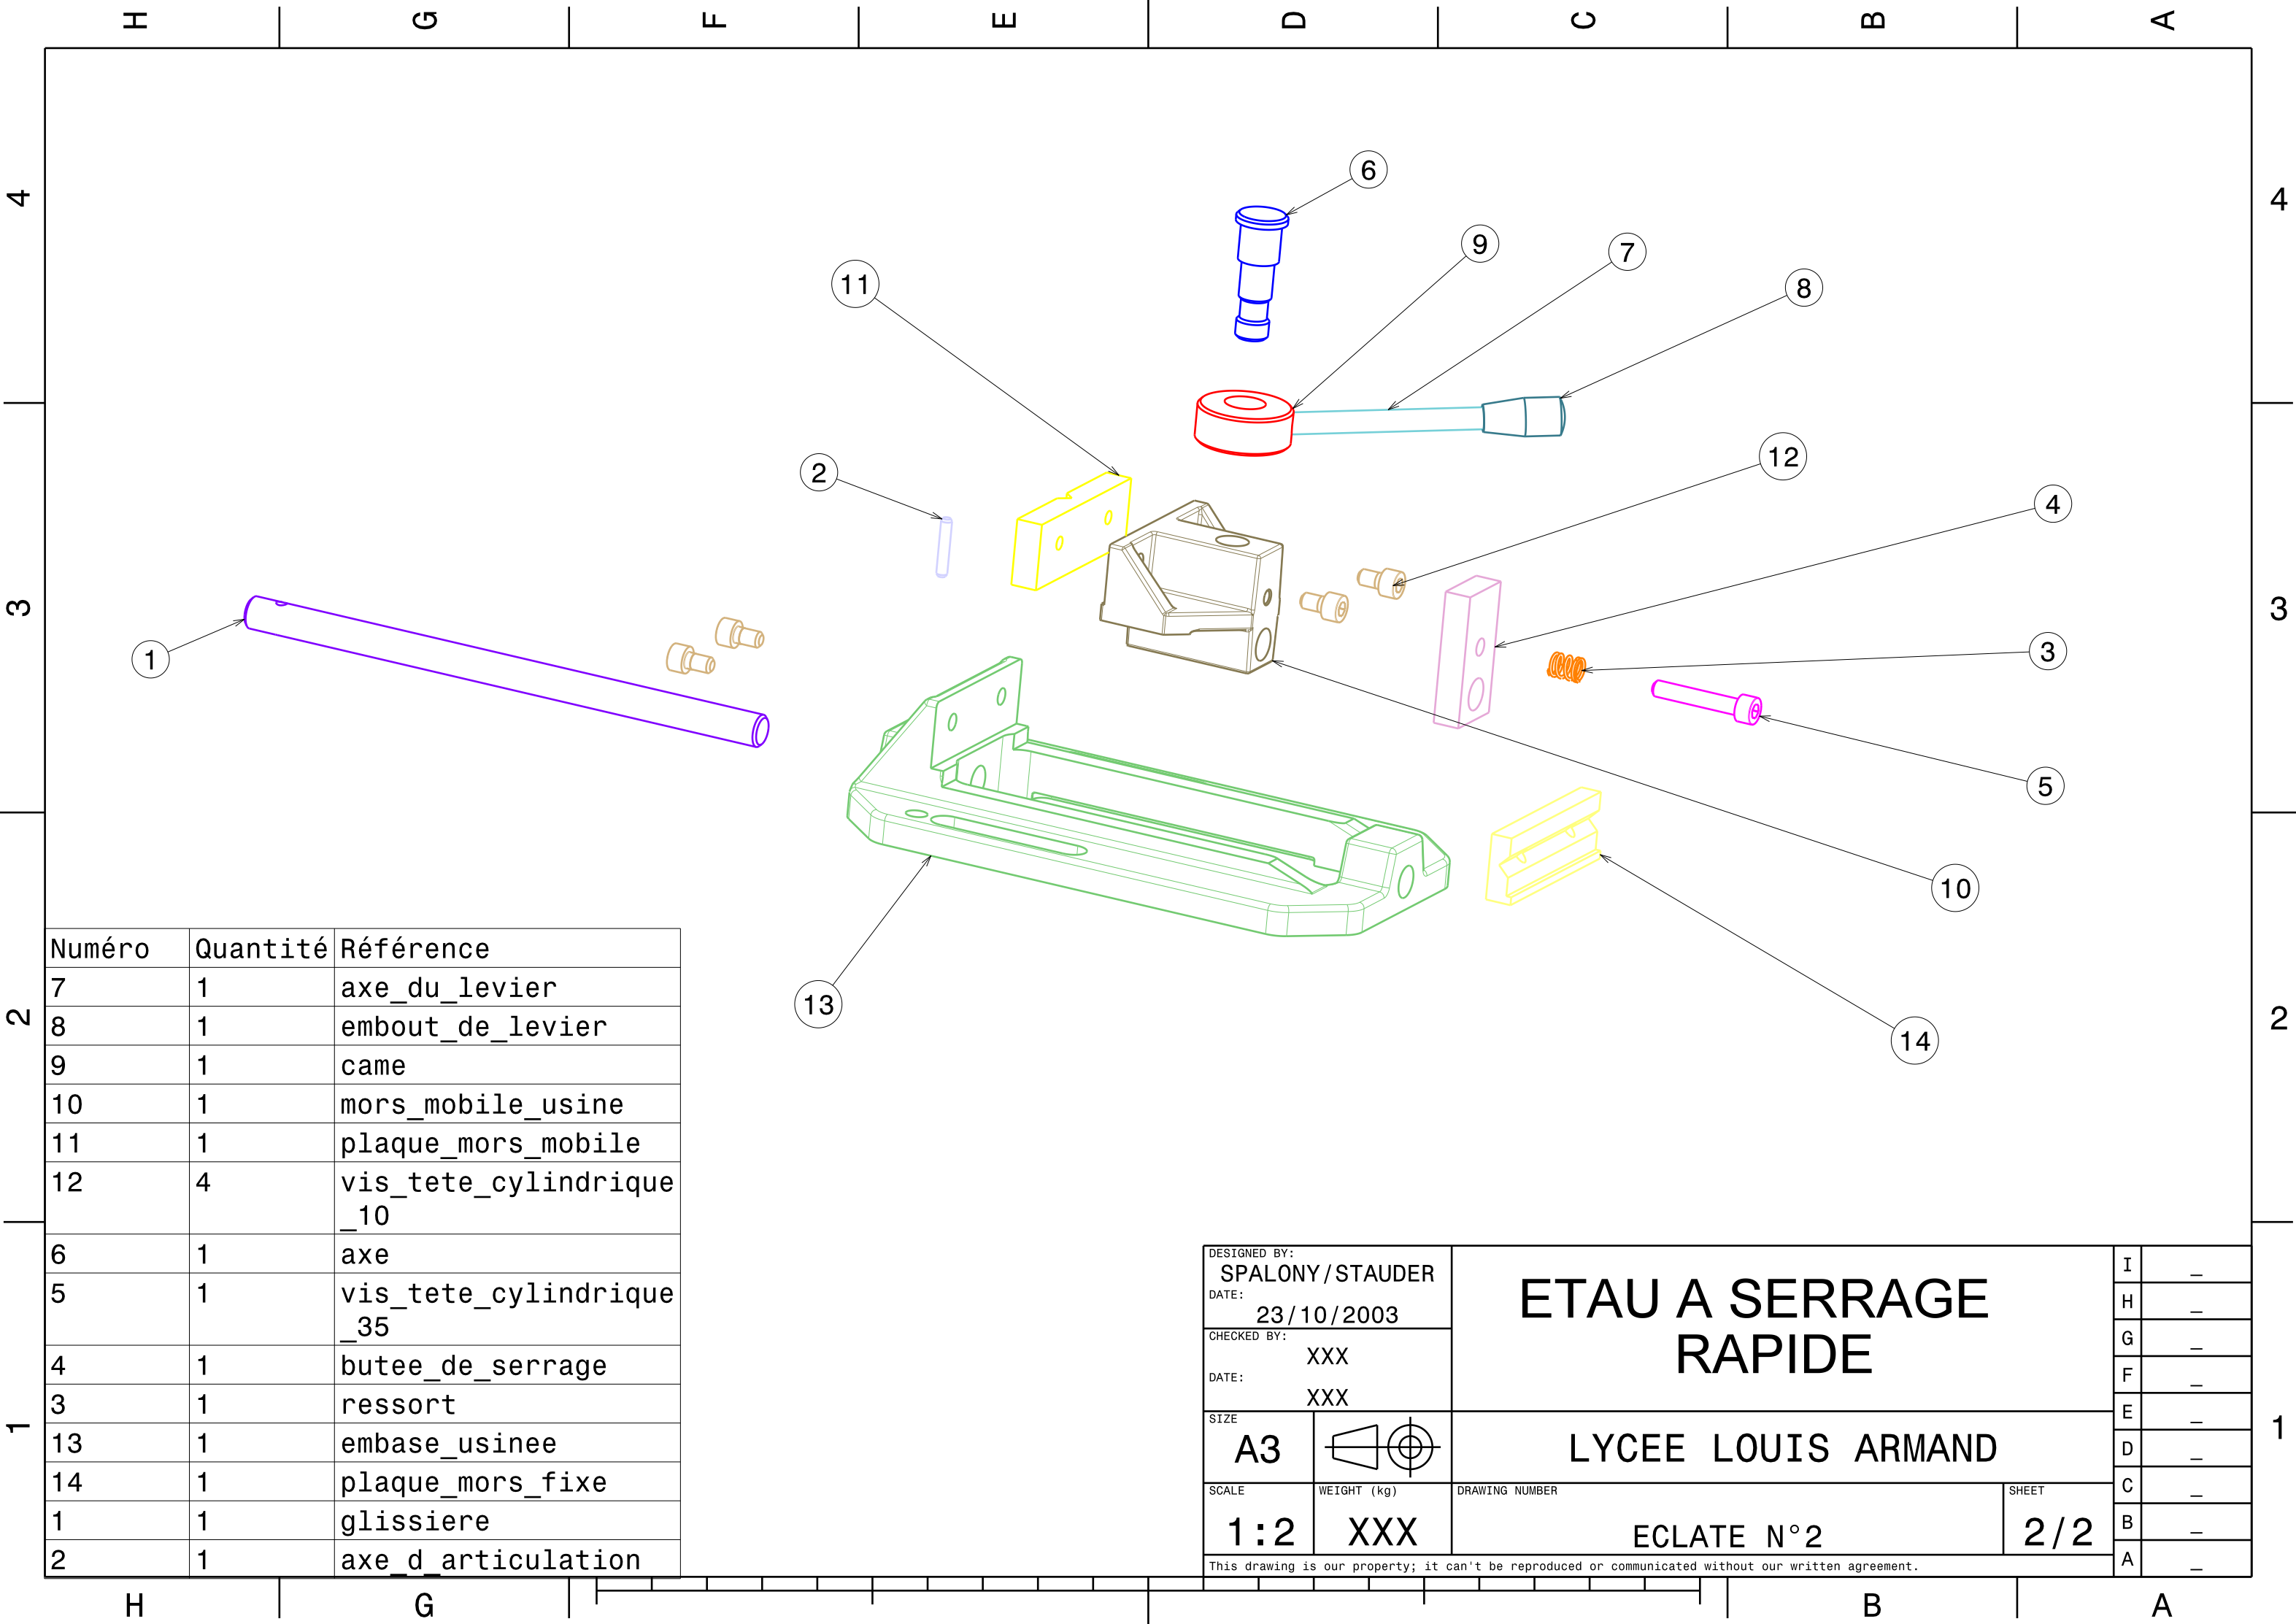 H G F E D C B A
4
4
6
9
7
11
8
2
12
4
3
3
1
3
5
10
13
14
2
2
Numéro Quantité Référence
7 1 axe_du_levier
8 1 embout_de_levier
9 1 came
10 1 mors_mobile_usine
11 1 plaque_mors_mobile
12 4 vis_tete_cylindrique
_10
6 1 axe
5 1 vis_tete_cylindrique
_35
4 1 butee_de_serrage
3 1 ressort
13 1 embase_usinee
14 1 plaque_mors_fixe
1 1 glissiere
2 1 axe_d_articulation
1
1
DESIGNED BY:
SPALONY/STAUDER
DATE:
23/10/2003
CHECKED BY:
XXX
DATE:
XXX
SIZE
A3
SCALE
1:2
WEIGHT (kg)
XXX
ETAU A SERRAGE
RAPIDE
LYCEE LOUIS ARMAND
DRAWING NUMBER
ECLATE N°2
SHEET
2/2
This drawing is our property; it can't be reproduced or communicated without our written agreement.
I _
H _
G _
F _
E _
D _
C _
B _
A _
H G B A